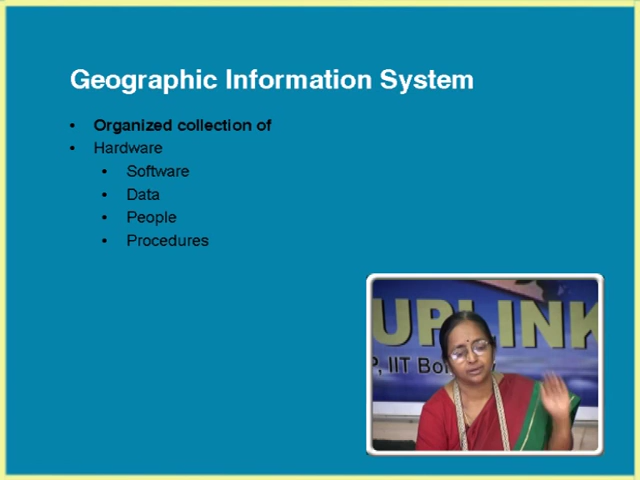 Geographic Information System
• Organized collection of
• Hardware
• Software
• Data
• People
• Procedures
UPLINK
P, IIT Bo